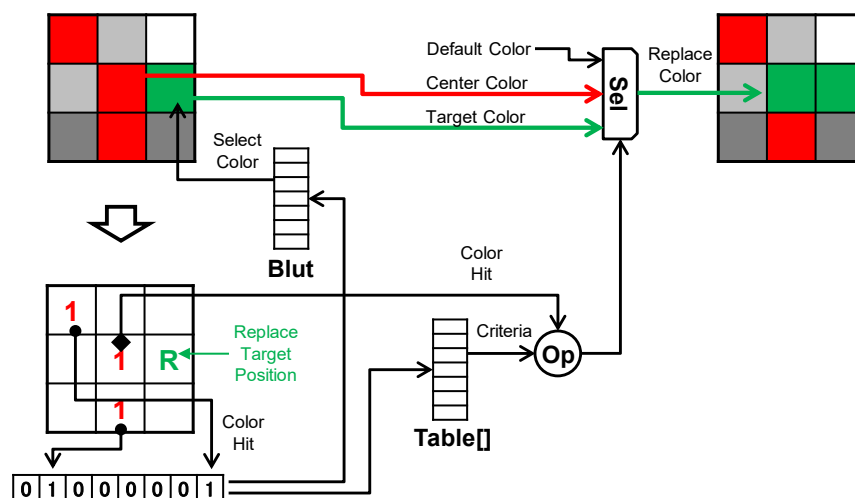 Default Color
Center Color
Target Color
Sel
Replace
Color
Select
Color
Blut
Color
Hit
1
1
R
1
Replace
Target
Position
Criteria
Op
Table[]
Color
Hit
0 1 0 0 0 0 0 1